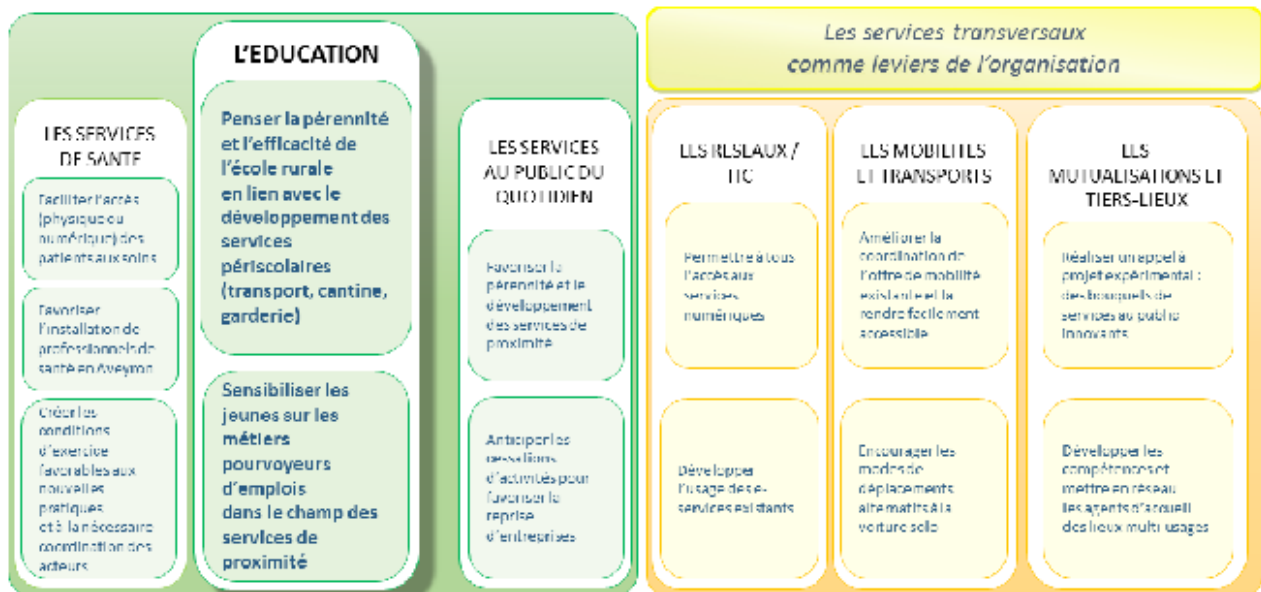 L'EDUCATION
Penser la pérennité
et l'efficacité de
l'école rurale
en lien avec le
développement des
services
périscolaires
(transport, cantine,
garderie)
Sensibiliser les
jeunes sur les
métiers
pourvoyeurs
d'emplois
dans le champ des
services de
proximité
LES SERVICES
DE SANTE
Faciliter l'accès
(physique ou
numérique) des
patients aux soins
Favoriser
l'installation de
professionnels de
santé en Aveyron
Créer les
conditions
d'exercice
favorables aux
nouvelles
pratiques
et à la nécessaire
coordination des
acteurs
LES SERVICES
AU PUBLIC DU
QUOTIDIEN
Favoriser la
pérennité et le
développement
des services de
proximité
Anticiper les
cessations
d'activités pour
favoriser la
reprise
d'entreprises
Les services transversaux
comme leviers de l'organisation
LES RESEAUX /
TIC
Permettre à tous
l'accès aux
services
numériques
Développer
l'usage des e-
services existants
LES MOBILITES
ET TRANSPORTS
Améliorer la
coordination de
l'offre de mobilité
existante et la
rendre facilement
accessible
Encourager les
modes de
déplacements
alternatifs à la
voiture solo
LES
MUTUALISATIONS ET
TIERS-LIEUX
Réaliser un appel à
projet expérimental :
des bouquets de
services au public
innovants
Développer les
compétences et
mettre en réseau
les agents d'accueil
des lieux multi-usages